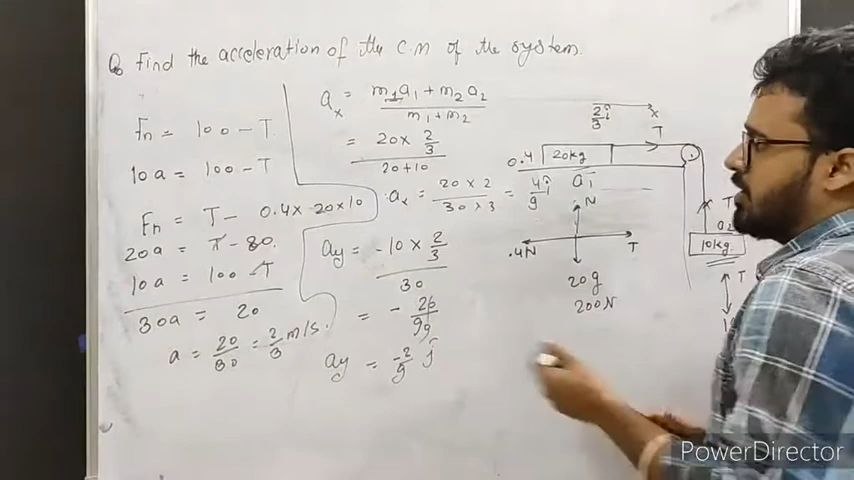 Q Find the acceleration of the C.M of the system.
Fn = 100 - T
10a = 100 - T
Fn = T - 0.4x 20x10
20a = T - 80
10a = 100 - T
30a = 20
a = 20/30 = 2/3 m/s.
ax = m1a1 + m2a2 / m1 + m2
= 20 x 2/3 / 20+10
ax = 20 x 2 / 30 x 3 = 4/9 î
ay = -10 x 2/3 / 30
= - 20/90
ay = -2/9 ĵ
2/3 î x
T
0.4 20kg
a1
N
.4N T
20g
200N
T
a2
10kg
T
1
PowerDirector